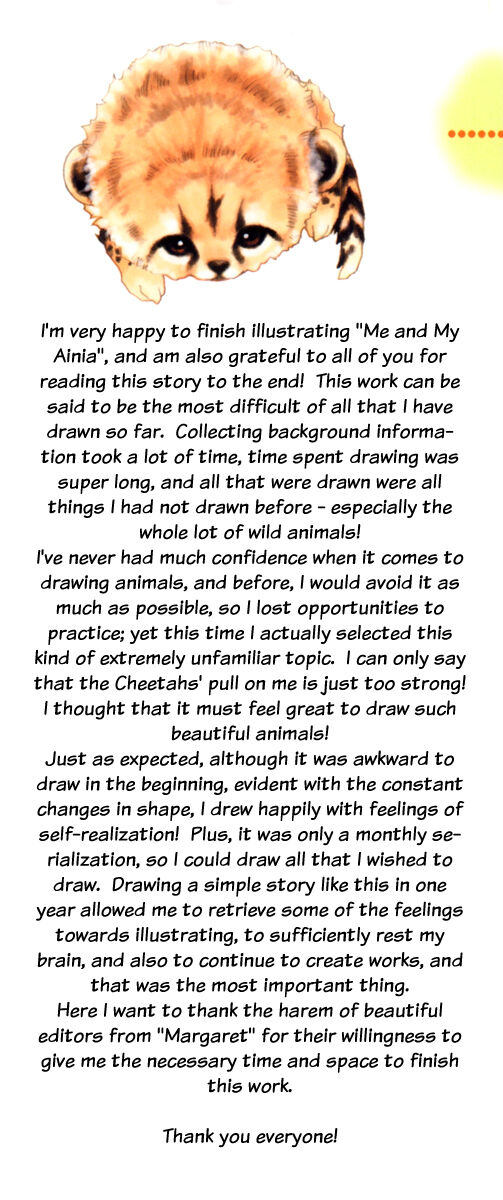 I'm very happy to finish illustrating "Me and My
Ainia", and am also grateful to all of you for
reading this story to the end!  This work can be
said to be the most difficult of all that I have
drawn so far.  Collecting background informa-
tion took a lot of time, time spent drawing was
super long, and all that were drawn were all
things I had not drawn before - especially the
whole lot of wild animals!
I've never had much confidence when it comes to
drawing animals, and before, I would avoid it as
much as possible, so I lost opportunities to
practice; yet this time I actually selected this
kind of extremely unfamiliar topic.  I can only say
that the Cheetahs' pull on me is just too strong!
I thought that it must feel great to draw such
beautiful animals!
Just as expected, although it was awkward to
draw in the beginning, evident with the constant
changes in shape, I drew happily with feelings of
self-realization!  Plus, it was only a monthly se-
rialization, so I could draw all that I wished to
draw.  Drawing a simple story like this in one
year allowed me to retrieve some of the feelings
towards illustrating, to sufficiently rest my
brain, and also to continue to create works, and
that was the most important thing.
Here I want to thank the harem of beautiful
editors from "Margaret" for their willingness to
give me the necessary time and space to finish
this work.
Thank you everyone!